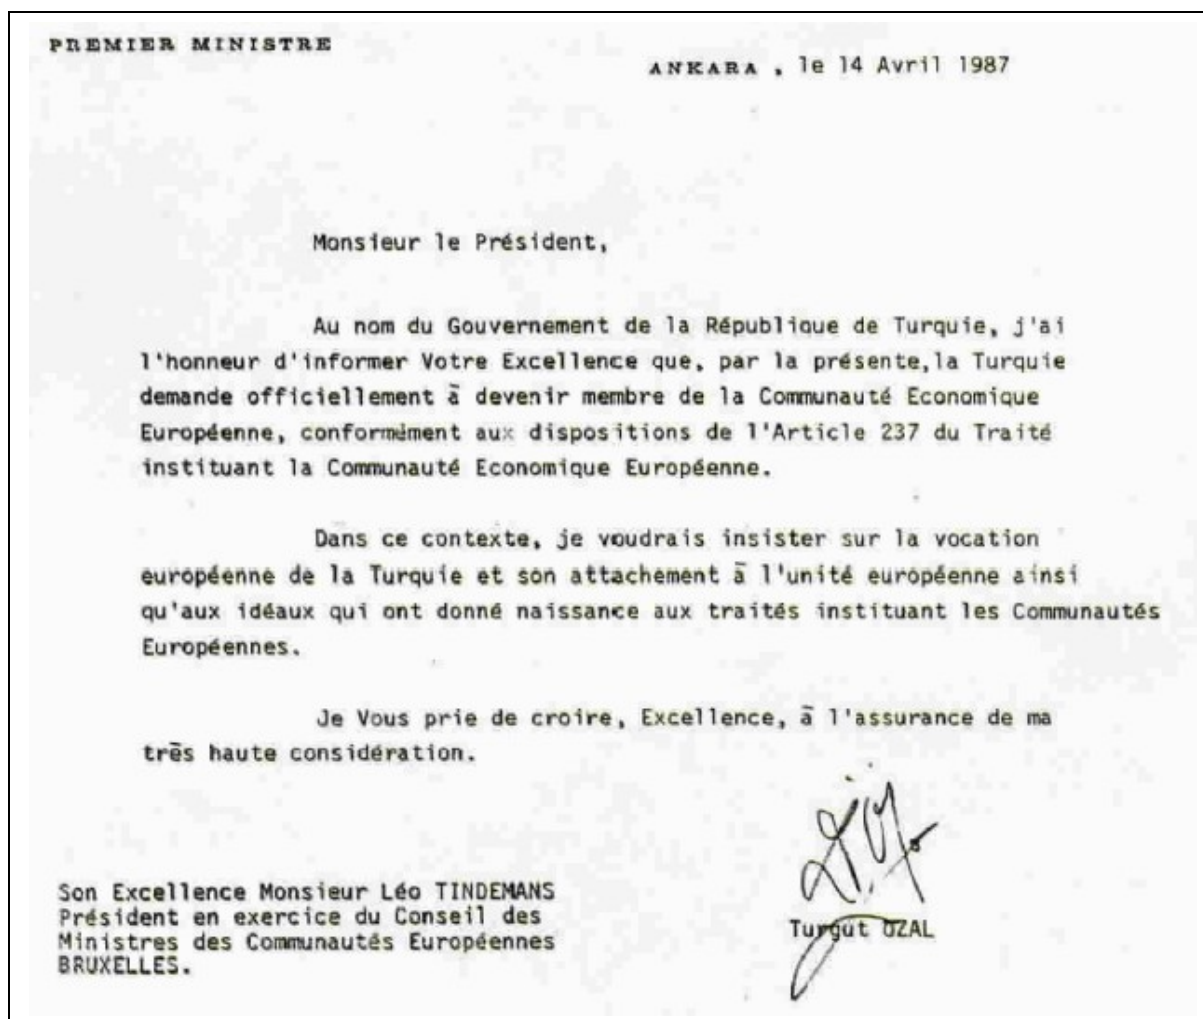 PREMIER MINISTRE
ANKARA , le 14 Avril 1987
Monsieur le Président,
Au nom du Gouvernement de la République de Turquie, j'ai
l'honneur d'informer Votre Excellence que, par la présente,la Turquie
demande officiellement à devenir membre de la Communauté Economique
Européenne, conformément aux dispositions de l'Article 237 du Traité
instituant la Communauté Economique Européenne.
Dans ce contexte, je voudrais insister sur la vocation
européenne de la Turquie et son attachement à l'unité européenne ainsi
qu'aux idéaux qui ont donné naissance aux traités instituant les Communautés
Européennes.
Je Vous prie de croire, Excellence, à l'assurance de ma
très haute considération.
Son Excellence Monsieur Léo TINDEMANS
Président en exercice du Conseil des
Ministres des Communautés Européennes
BRUXELLES.
Turgut ÖZAL